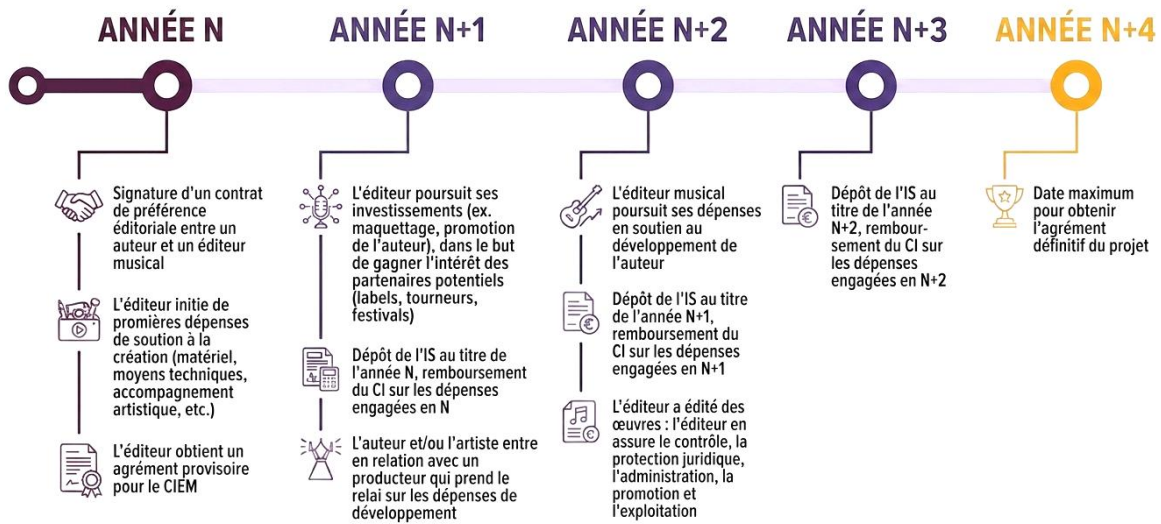 ANNÉE N
Signature d'un contrat
de préférence
éditoriale entre un
auteur et un éditeur
musical
L'éditeur initie de
promières dépenses
de soution à la
création (matériel,
moyens techniques,
accompagnement
artistique, etc.)
L'éditeur obtient un
agrément provisoire
pour le CIEM
ANNÉE N+1
L'éditeur poursuit ses
investissements (ex.
maquettage, promotion
de l'auteur), dans le but
de gagner l'intérêt des
partenaires potentiels
(labels, tourneurs,
festivals)
Dépôt de l'IS au titre de
l'année N, remboursement
du CI sur les dépenses
engagées en N
L'auteur et/ou l'artiste entre
en relation avec un
producteur qui prend le
relai sur les dépenses de
développement
ANNÉE N+2
L'éditeur musical
poursuit ses dépenses
en soutien au
développement de
l'auteur
Dépôt de l'IS au titre
de l'année N+1,
remboursement du
CI sur les dépenses
engagées en N+1
L'éditeur a édité des
œuvres : l'éditeur en
assure le contrôle, la
protection juridique,
l'administration, la
promotion et
l'exploitation
ANNÉE N+3
Dépôt de l'IS au
titre de l'année
N+2, rembour-
sement du CI sur
les dépenses
engagées en N+2
ANNÉE N+4
Date maximum
pour obtenir
l'agrément
définitif du projet